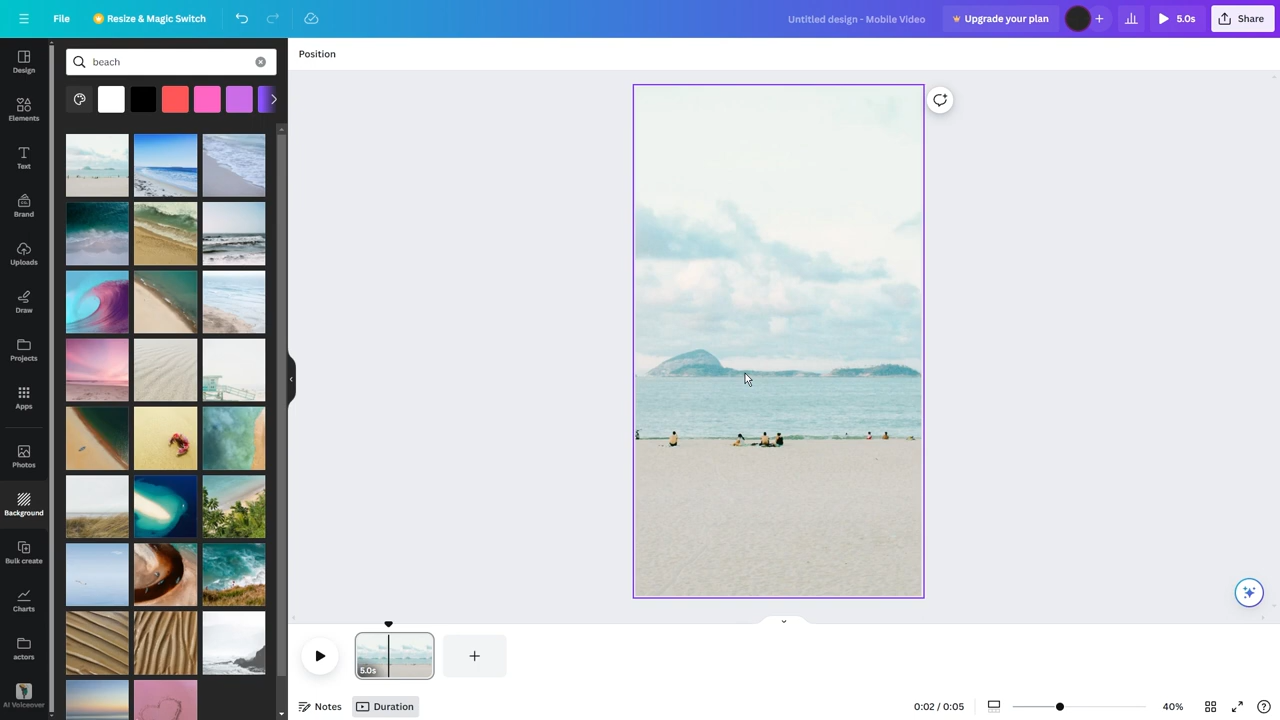 File
Resize & Magic Switch
Untitled design - Mobile Video
Upgrade your plan
5.0s
Share
Design
Elements
Text
Brand
Uploads
Draw
Projects
Apps
Photos
Background
Bulk create
Charts
actors
AI Voiceover
beach
Position
5.0s
Notes
Duration
0:02 / 0:05
40%